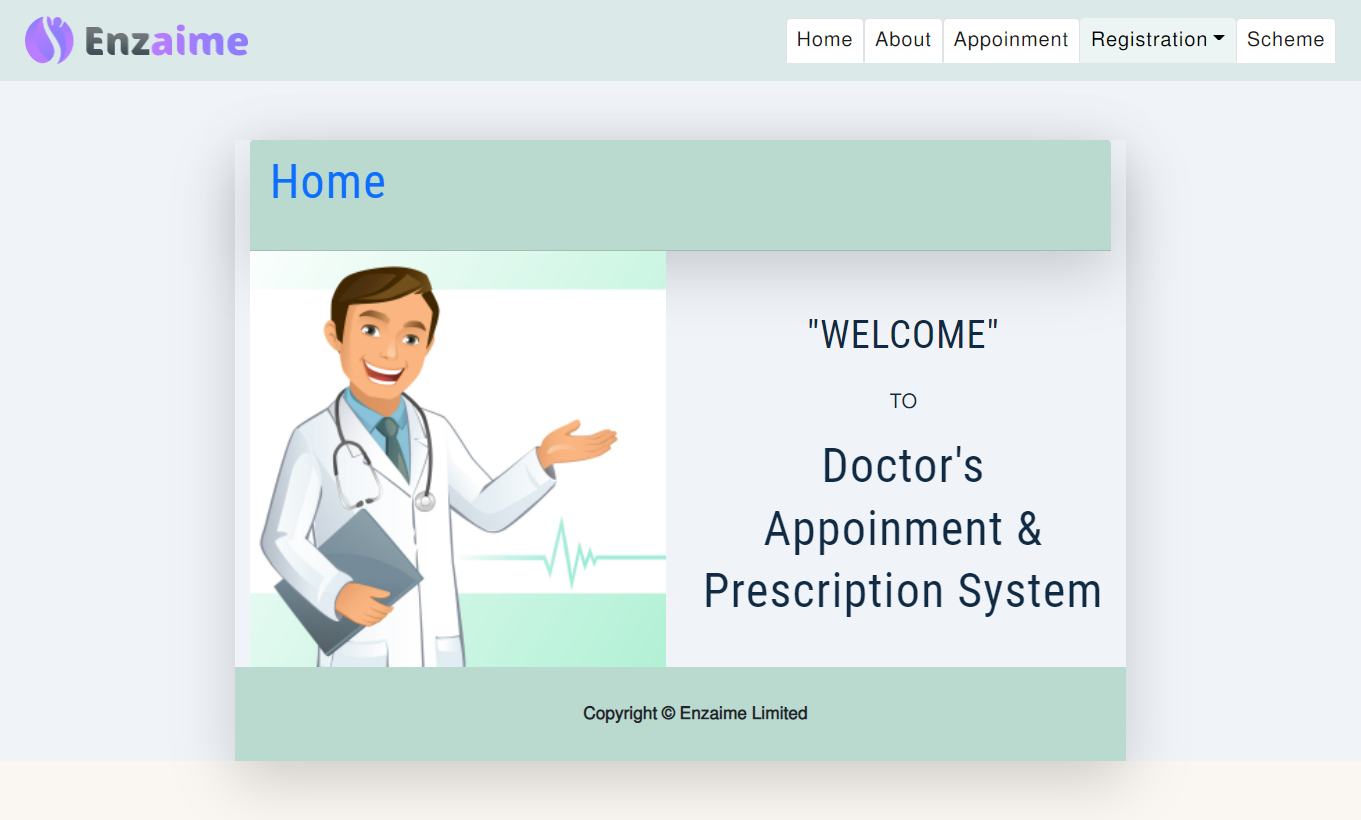 Enzaime
Home About Appoinment Registration Scheme
Home
"WELCOME"
TO
Doctor's
Appoinment &
Prescription System
Copyright © Enzaime Limited